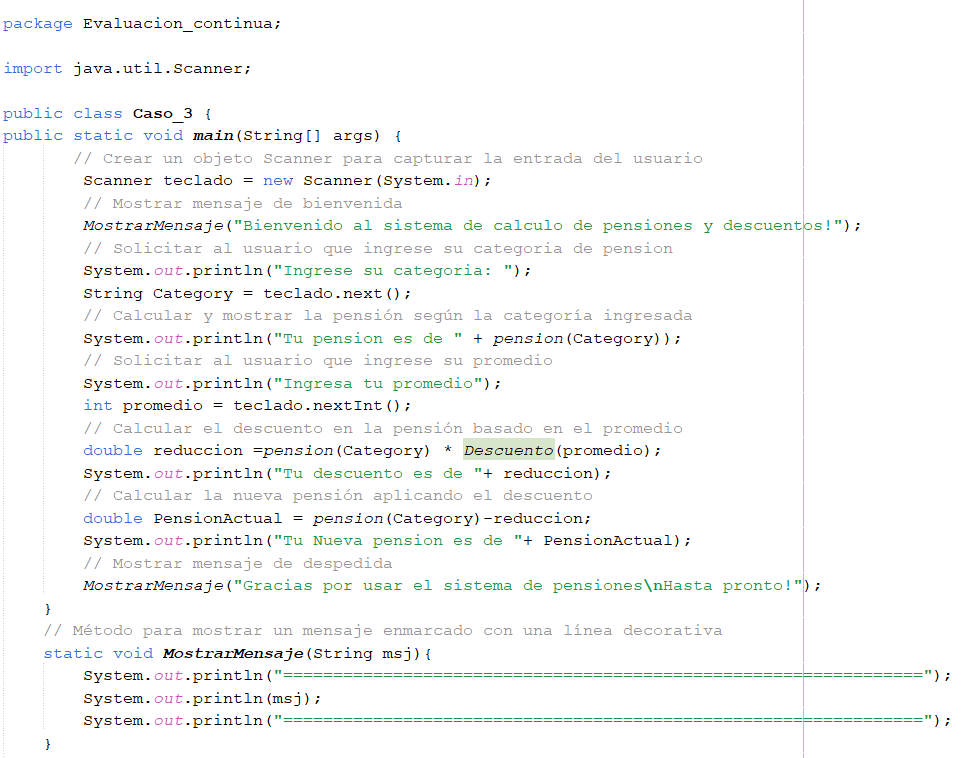 package Evaluacion_continua;
import java.util.Scanner;
public class Caso_3 {
public static void main(String[] args) {
// Crear un objeto Scanner para capturar la entrada del usuario
Scanner teclado = new Scanner(System.in);
// Mostrar mensaje de bienvenida
MostrarMensaje("Bienvenido al sistema de calculo de pensiones y descuentos!");
// Solicitar al usuario que ingrese su categoria de pension
System.out.println("Ingrese su categoria: ");
String Category = teclado.next();
// Calcular y mostrar la pensión según la categoría ingresada
System.out.println("Tu pension es de " + pension(Category));
// Solicitar al usuario que ingrese su promedio
System.out.println("Ingresa tu promedio");
int promedio = teclado.nextInt();
// Calcular el descuento en la pensión basado en el promedio
double reduccion =pension(Category) * Descuento(promedio);
System.out.println("Tu descuento es de "+ reduccion);
// Calcular la nueva pensión aplicando el descuento
double PensionActual = pension(Category)-reduccion;
System.out.println("Tu Nueva pension es de "+ PensionActual);
// Mostrar mensaje de despedida
MostrarMensaje("Gracias por usar el sistema de pensiones\nHasta pronto!");
}
// Método para mostrar un mensaje enmarcado con una línea decorativa
static void MostrarMensaje(String msj){
System.out.println("================================================================");
System.out.println(msj);
System.out.println("================================================================");
}